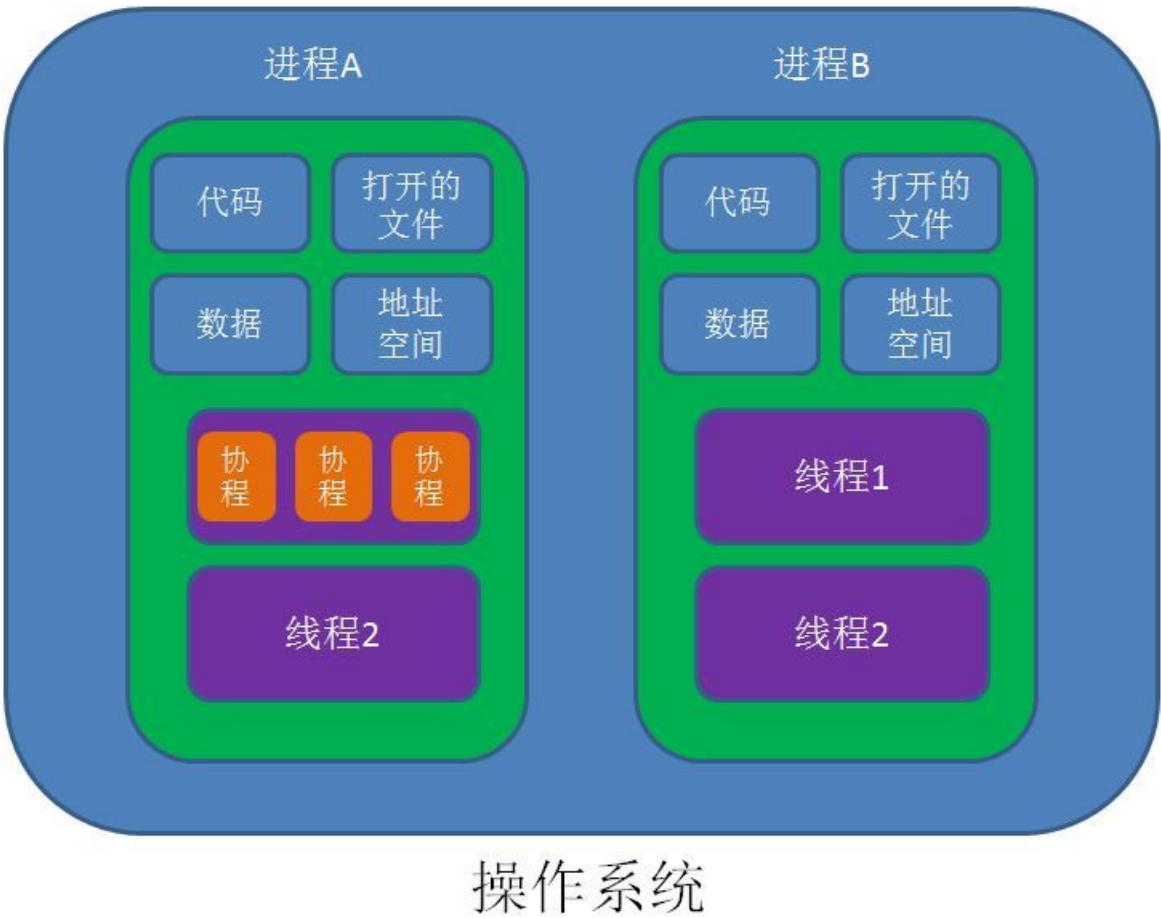 进程A
代码
打开的
文件
数据
地址
空间
协
程
协
程
协
程
线程2
进程B
代码
打开的
文件
数据
地址
空间
线程1
线程2
操作系统